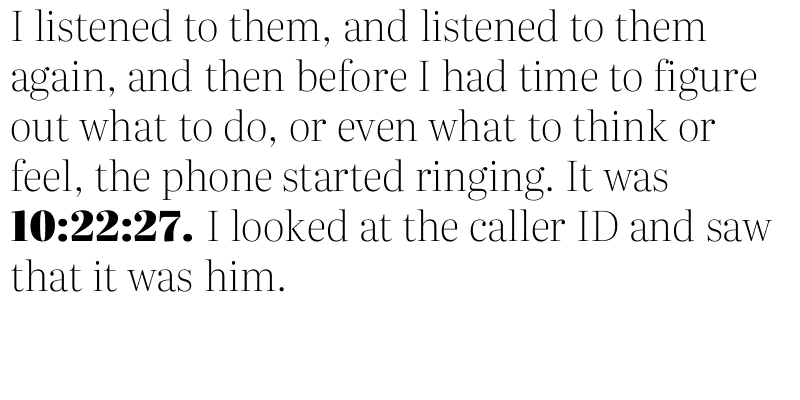 I listened to them, and listened to them
again, and then before I had time to figure
out what to do, or even what to think or
feel, the phone started ringing. It was
10:22:27. I looked at the caller ID and saw
that it was him.